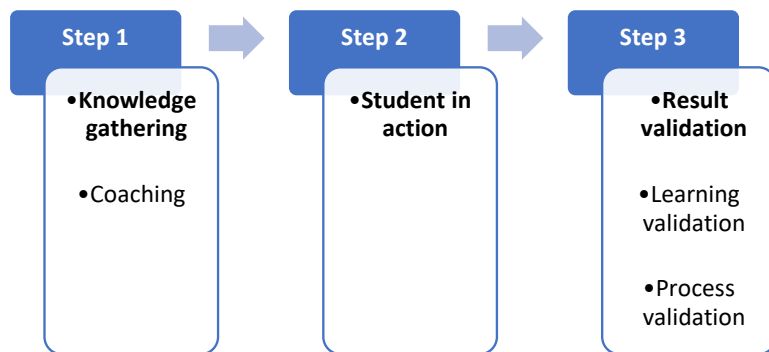 Step 1
•Knowledge
gathering
•Coaching
Step 2
•Student in
action
Step 3
•Result
validation
•Learning
validation
•Process
validation